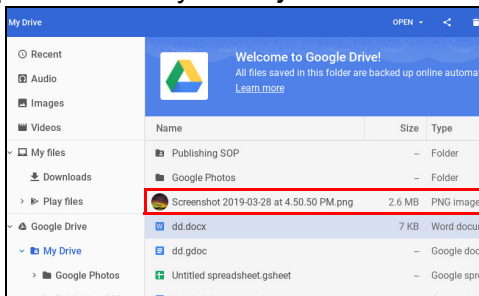 My Drive
OPEN
Recent
Audio
Images
Videos
My files
Downloads
Play files
Google Drive
My Drive
Google Photos
Welcome to Google Drive!
All files saved in this folder are backed up online automa
Learn more
Name Size Type
Publishing SOP – Folder
Google Photos – Folder
Screenshot 2019-03-28 at 4.50.50 PM.png 2.6 MB PNG image
dd.docx 7 KB Word docu
dd.gdoc – Google doc
Untitled spreadsheet.gsheet – Google spre